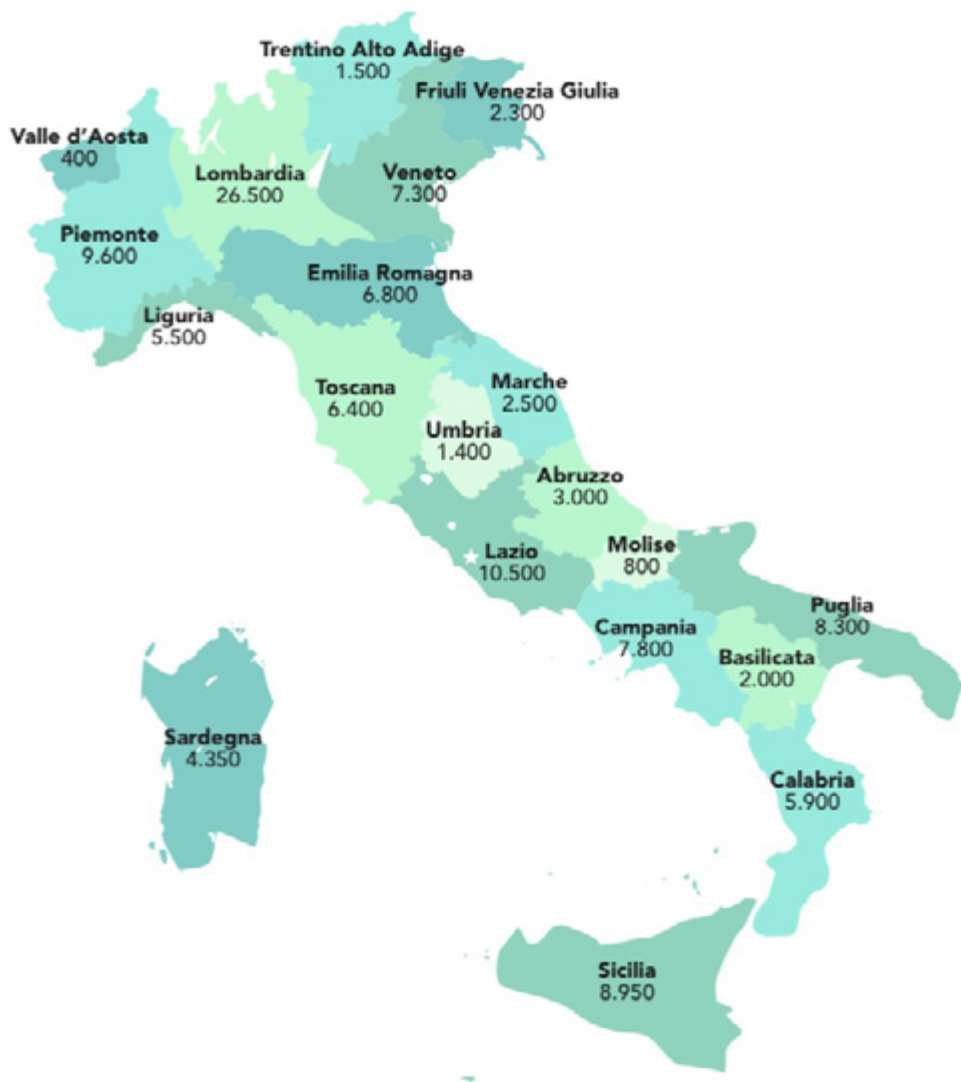 Trentino Alto Adige
1.500
Friuli Venezia Giulia
2.300
Valle d'Aosta
400
Lombardia
26.500
Veneto
7.300
Piemonte
9.600
Emilia Romagna
6.800
Liguria
5.500
Toscana
6.400
Marche
2.500
Umbria
1.400
Abruzzo
3.000
Lazio
10.500
Molise
800
Puglia
8.300
Campania
7.800
Basilicata
2.000
Sardegna
4.350
Calabria
5.900
Sicilia
8.950